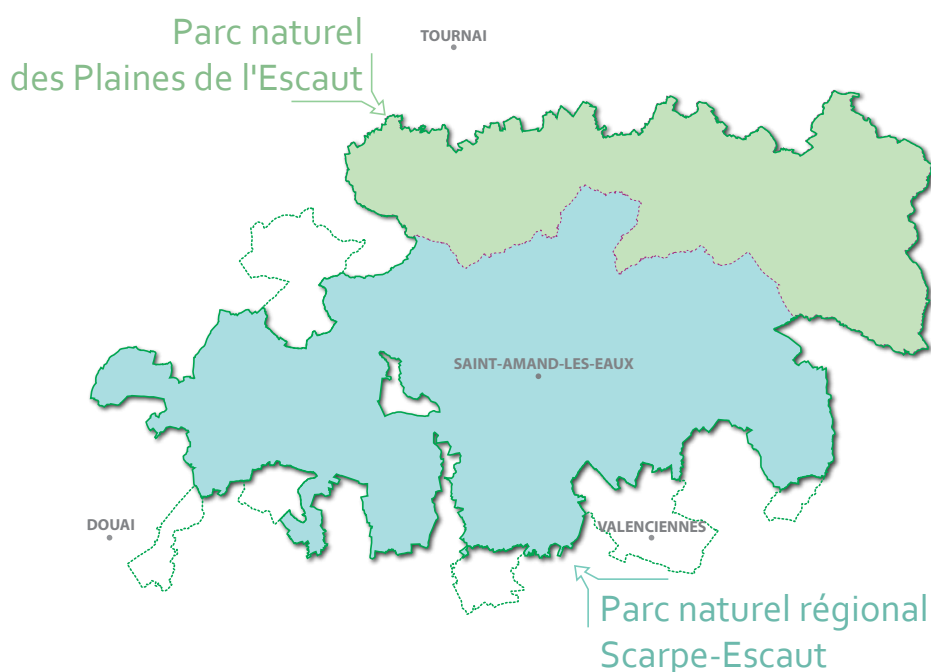 Parc naturel
des Plaines de l'Escaut
TOURNAI
SAINT-AMAND-LES-EAUX
DOUAI
VALENCIENNES
Parc naturel régional
Scarpe-Escaut